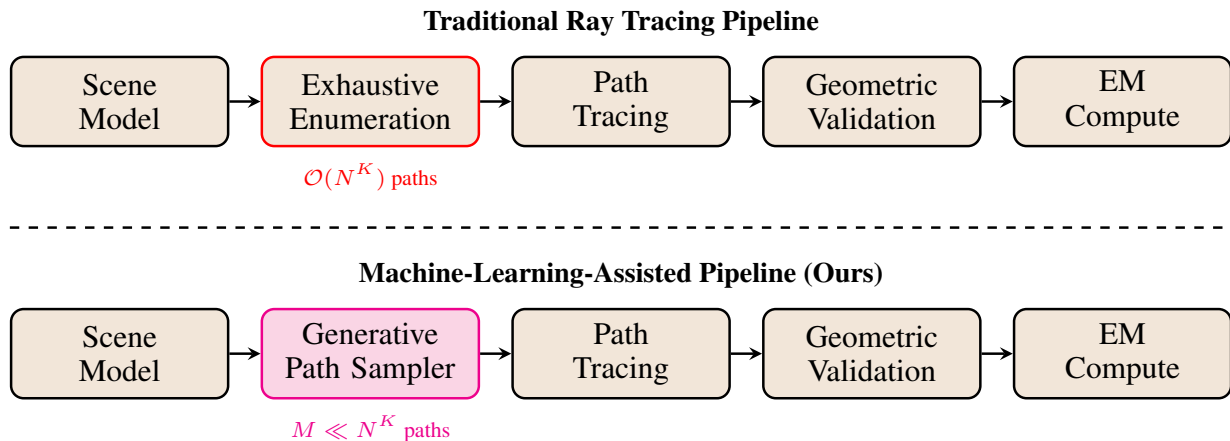 Traditional Ray Tracing Pipeline
Scene
Model
Exhaustive
Enumeration
Path
Tracing
Geometric
Validation
EM
Compute
𝒪(N^K) paths
Machine-Learning-Assisted Pipeline (Ours)
Scene
Model
Generative
Path Sampler
Path
Tracing
Geometric
Validation
EM
Compute
M ≪ N^K paths